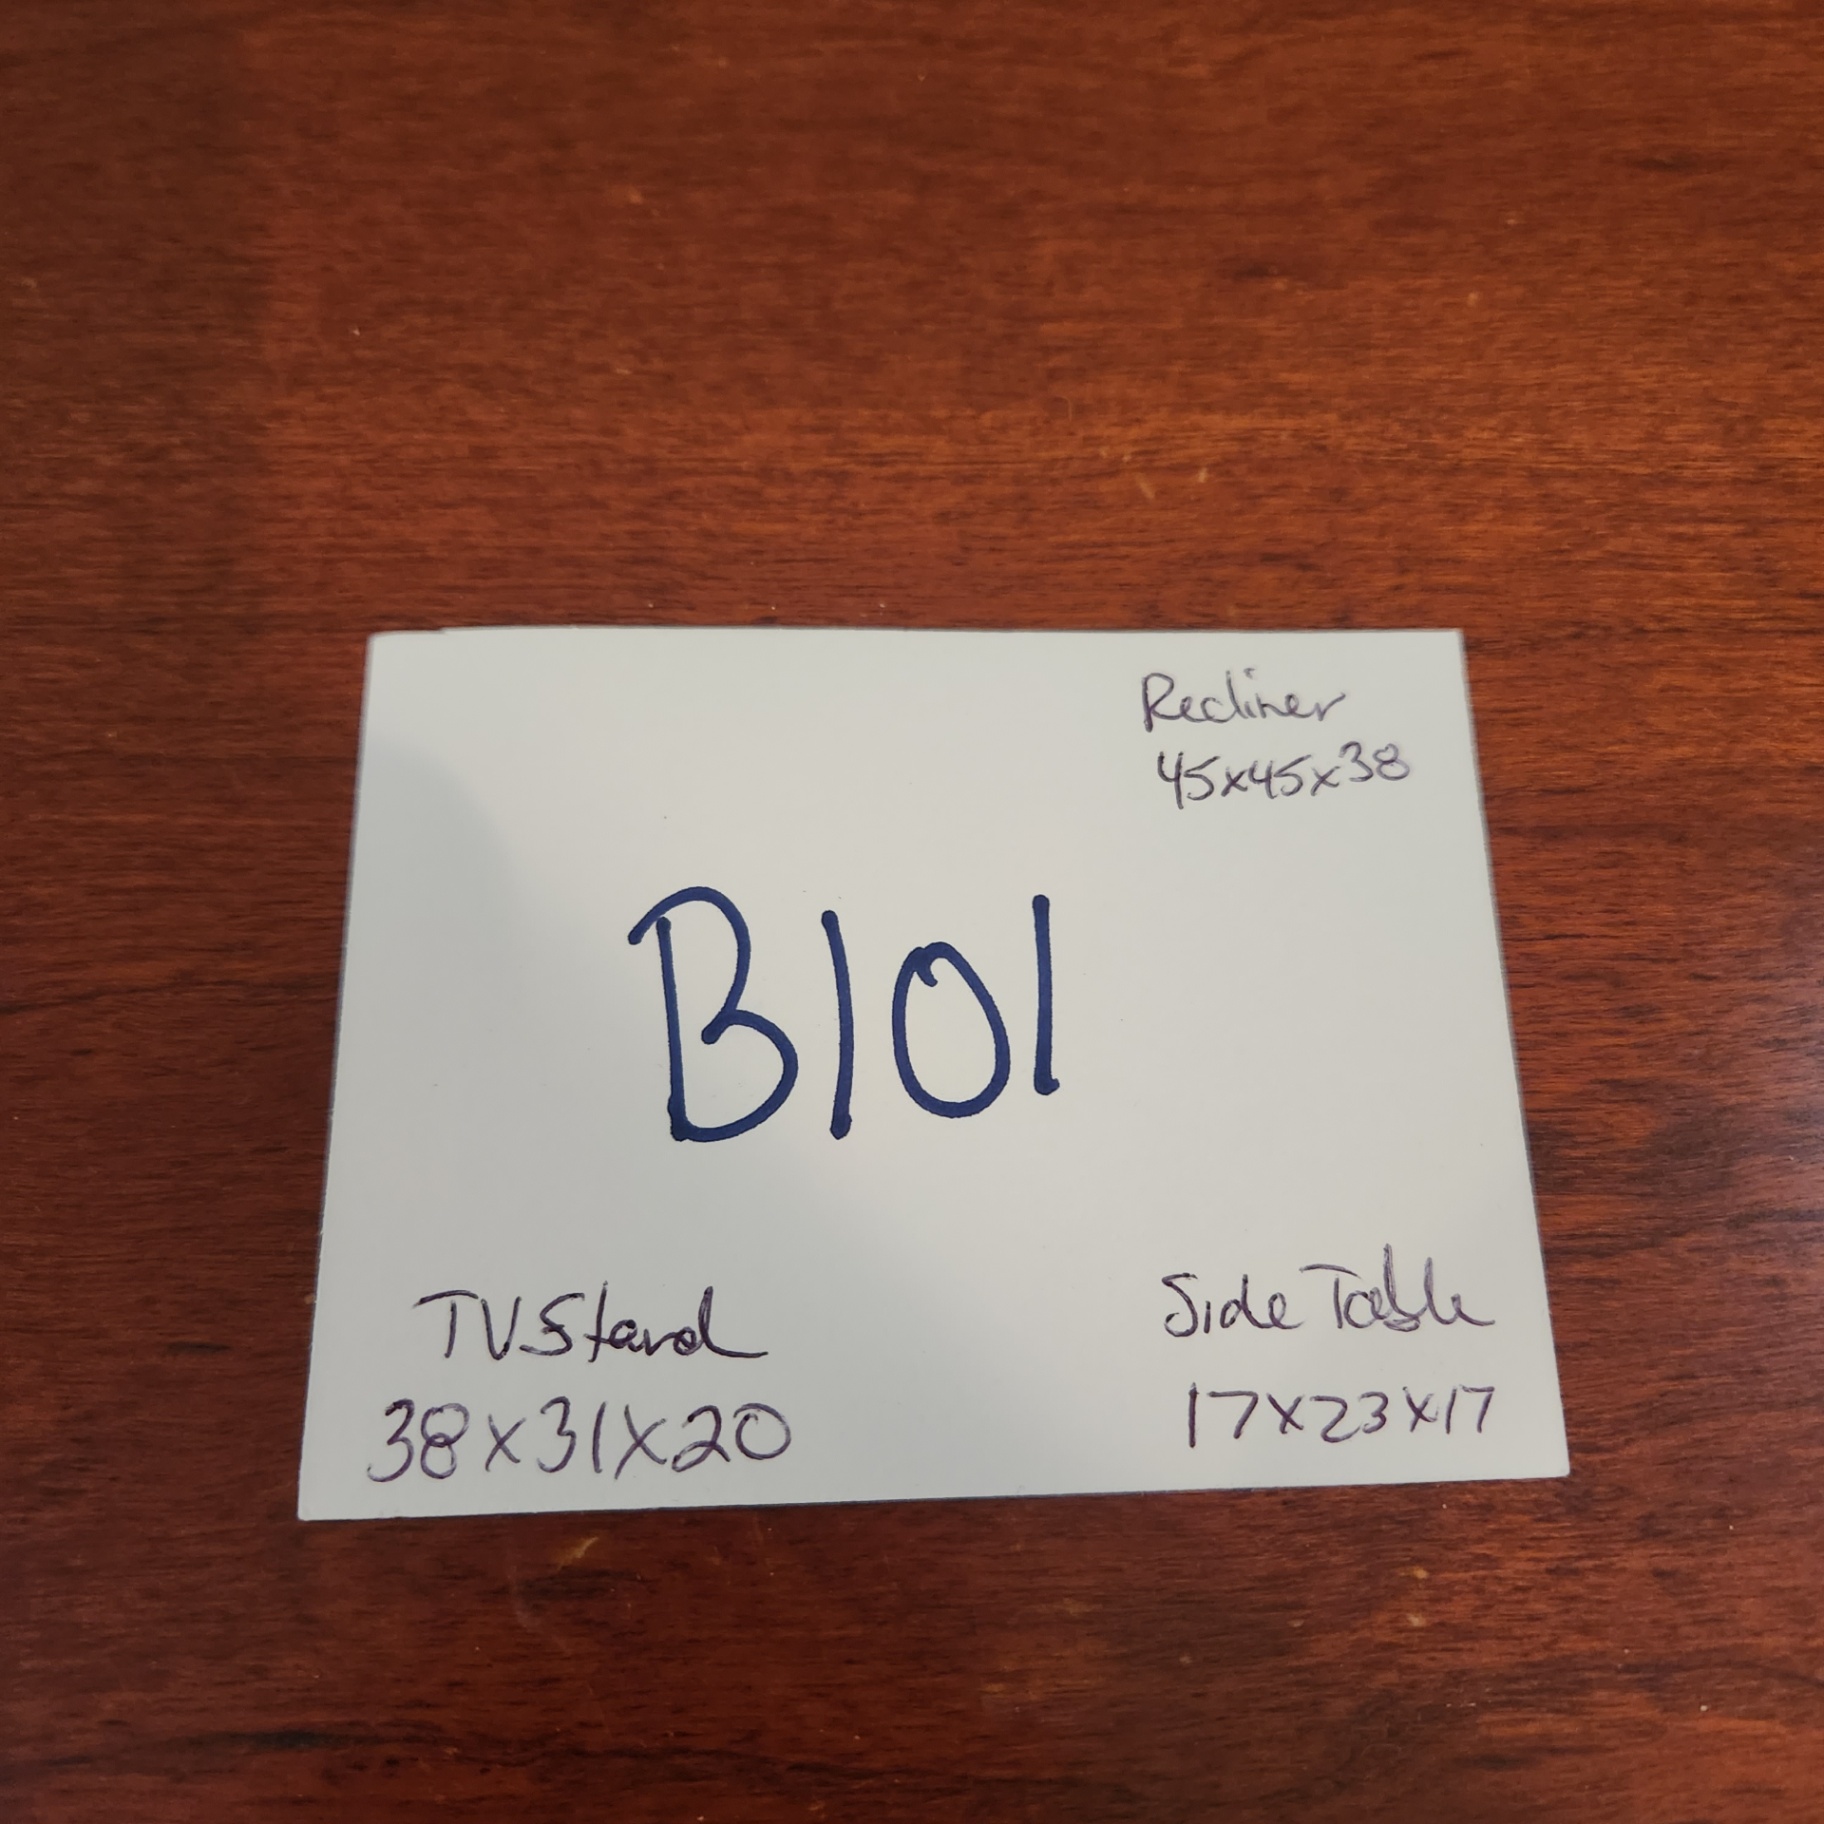 Recliner
45x45x38
B101
TV Stand
38x31x20
Side Table
17x23x17